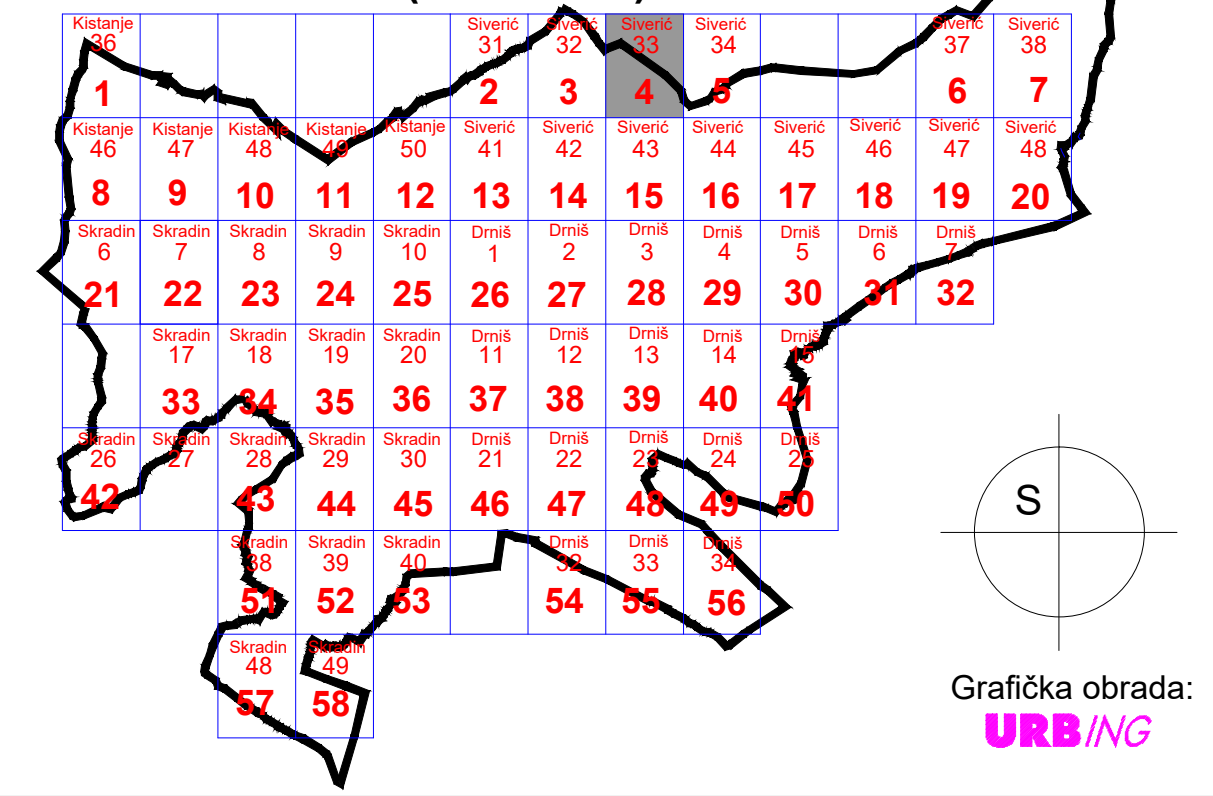 Kistanje Siverić Siverić Siverić Siverić Siverić Siverić
36 31 32 33 34 37 38
1 2 3 4 5 6 7
Kistanje Kistanje Kistanje Kistanje Kistanje Siverić Siverić Siverić Siverić Siverić Siverić Siverić Siverić
46 47 48 49 50 41 42 43 44 45 46 47 48
8 9 10 11 12 13 14 15 16 17 18 19 20
Skradin Skradin Skradin Skradin Skradin Drniš Drniš Drniš Drniš Drniš Drniš Drniš
6 7 8 9 10 1 2 3 4 5 6 7
21 22 23 24 25 26 27 28 29 30 31 32
Skradin Skradin Skradin Skradin Drniš Drniš Drniš Drniš Drniš
17 18 19 20 11 12 13 14 15
33 34 35 36 37 38 39 40 41
Skradin Skradin Skradin Skradin Skradin Drniš Drniš Drniš Drniš Drniš
26 27 28 29 30 21 22 23 24 25
42 43 44 45 46 47 48 49 50
Skradin Skradin Skradin Drniš Drniš Drniš
38 39 40 32 33 34
51 52 53 54 55 56
Skradin Skradin
48 49
57 58
S
Grafička obrada:
URBING